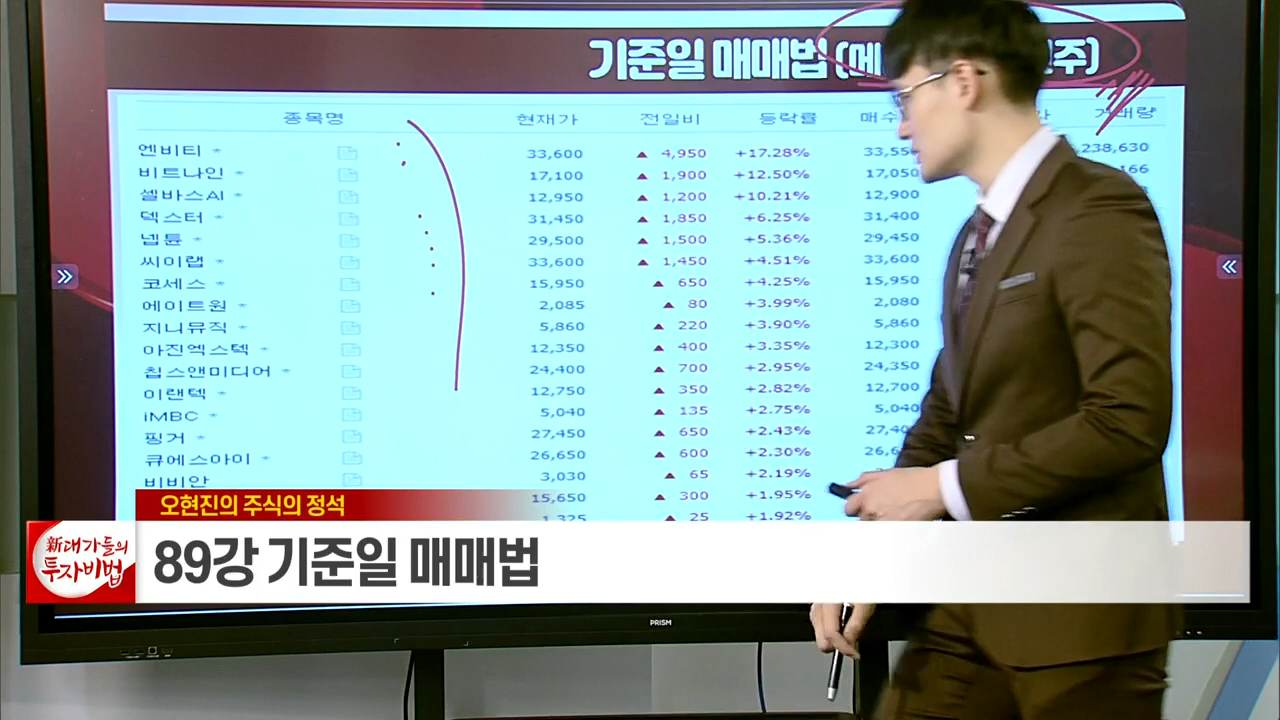 기준일 매매법 (메 주)
종목명 현재가 전일비 등락률 매수 거래량
엔비티 * 33,600 ▲ 4,950 +17.28% 33,55 238,630
비트나인 * 17,100 ▲ 1,900 +12.50% 17,050 166
셀바스AI * 12,950 ▲ 1,200 +10.21% 12,900
덱스터 * 31,450 ▲ 1,850 +6.25% 31,400
넵튠 * 29,500 ▲ 1,500 +5.36% 29,450
씨이랩 * 33,600 ▲ 1,450 +4.51% 33,600
코세스 * 15,950 ▲ 650 +4.25% 15,950
에이트원 * 2,085 ▲ 80 +3.99% 2,080
지니뮤직 * 5,860 ▲ 220 +3.90% 5,860
아진엑스텍 * 12,350 ▲ 400 +3.35% 12,300
칩스앤미디어 * 24,400 ▲ 700 +2.95% 24,350
이랜텍 * 12,750 ▲ 350 +2.82% 12,700
iMBC * 5,040 ▲ 135 +2.75% 5,040
핑거 * 27,450 ▲ 650 +2.43% 27,40
큐에스아이 * 26,650 ▲ 600 +2.30% 26,6
비비안 3,030 ▲ 65 +2.19%
15,650 ▲ 300 +1.95%
1,325 ▲ 25 +1.92%
오현진의 주식의 정석
新대가들의
투자비법
89강 기준일 매매법
PRISM